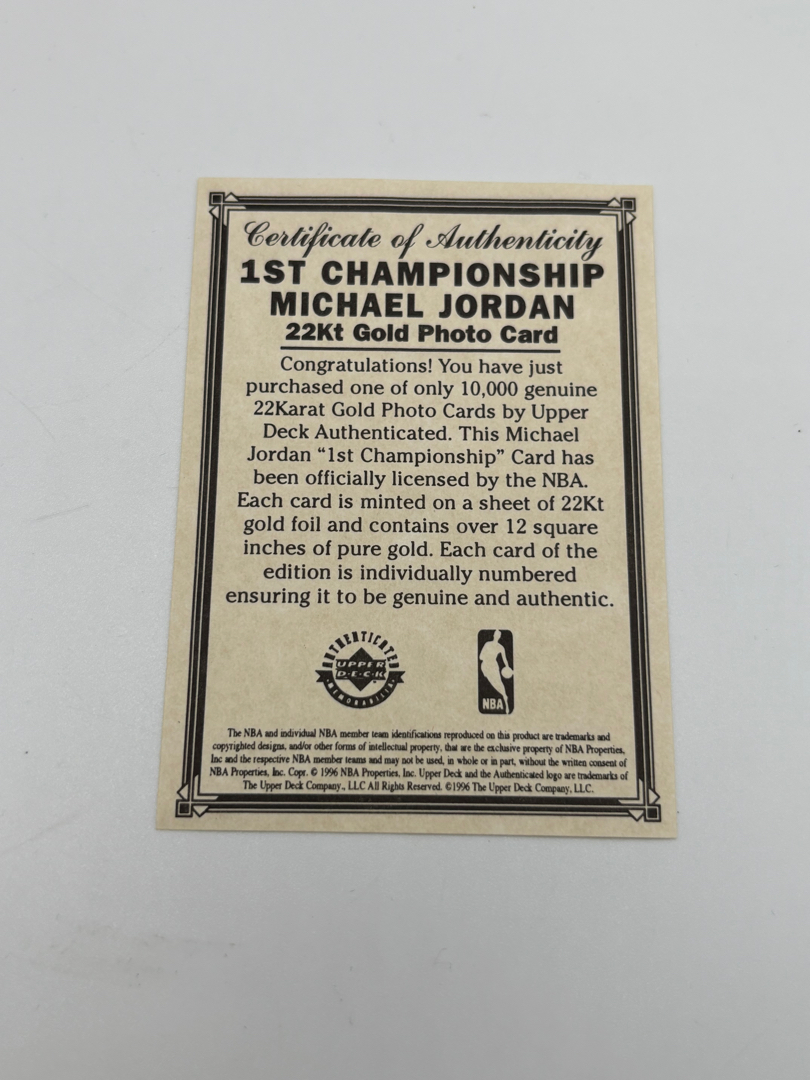 Certificate of Authenticity
1ST CHAMPIONSHIP
MICHAEL JORDAN
22Kt Gold Photo Card
Congratulations! You have just
purchased one of only 10,000 genuine
22Karat Gold Photo Cards by Upper
Deck Authenticated. This Michael
Jordan “1st Championship” Card has
been officially licensed by the NBA.
Each card is minted on a sheet of 22Kt
gold foil and contains over 12 square
inches of pure gold. Each card of the
edition is individually numbered
ensuring it to be genuine and authentic.
AUTHENTICATED
UPPER
DECK
MEMORABILIA
NBA
The NBA and individual NBA member team identifications reproduced on this product are trademarks and
copyrighted designs, and/or other forms of intellectual property, that are the exclusive property of NBA Properties,
Inc and the respective NBA member teams and may not be used, in whole or in part, without the written consent of
NBA Properties, Inc. Copr. © 1996 NBA Properties, Inc. Upper Deck and the Authenticated logo are trademarks of
The Upper Deck Company., LLC All Rights Reserved. ©1996 The Upper Deck Company, LLC.